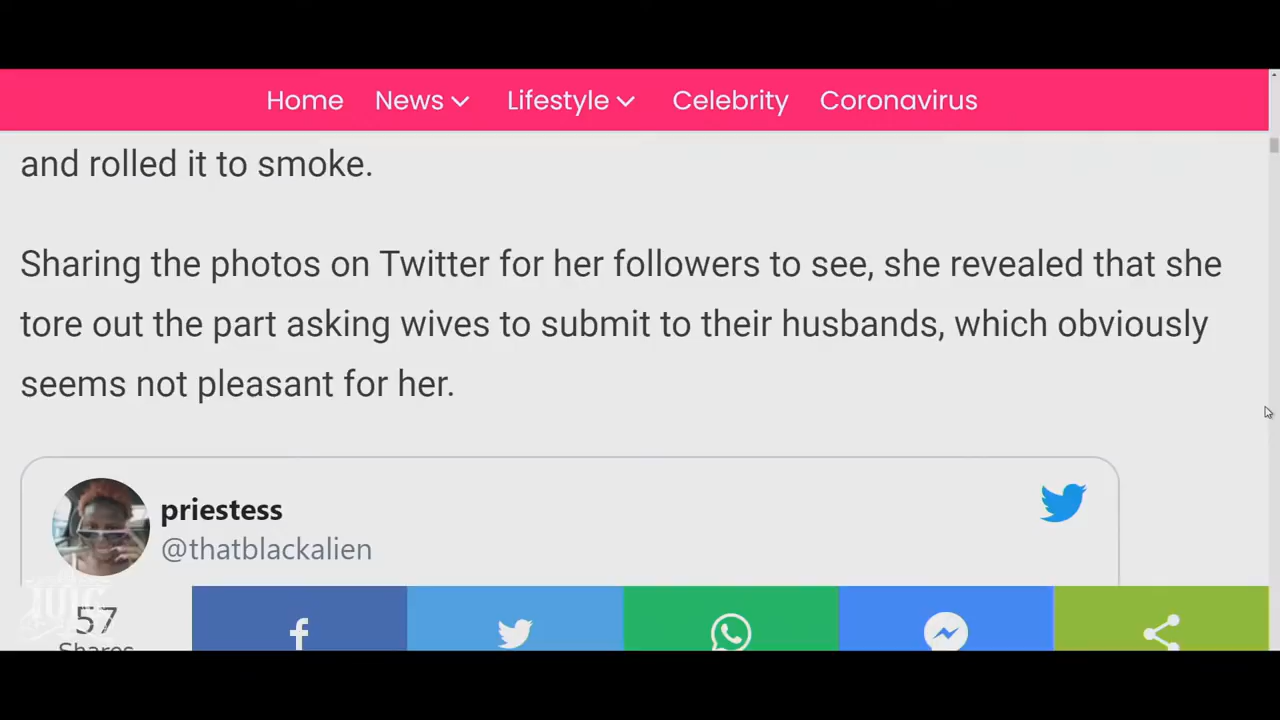 Home News Lifestyle Celebrity Coronavirus
and rolled it to smoke.
Sharing the photos on Twitter for her followers to see, she revealed that she
tore out the part asking wives to submit to their husbands, which obviously
seems not pleasant for her.
priestess
@thatblackalien
57
Shares